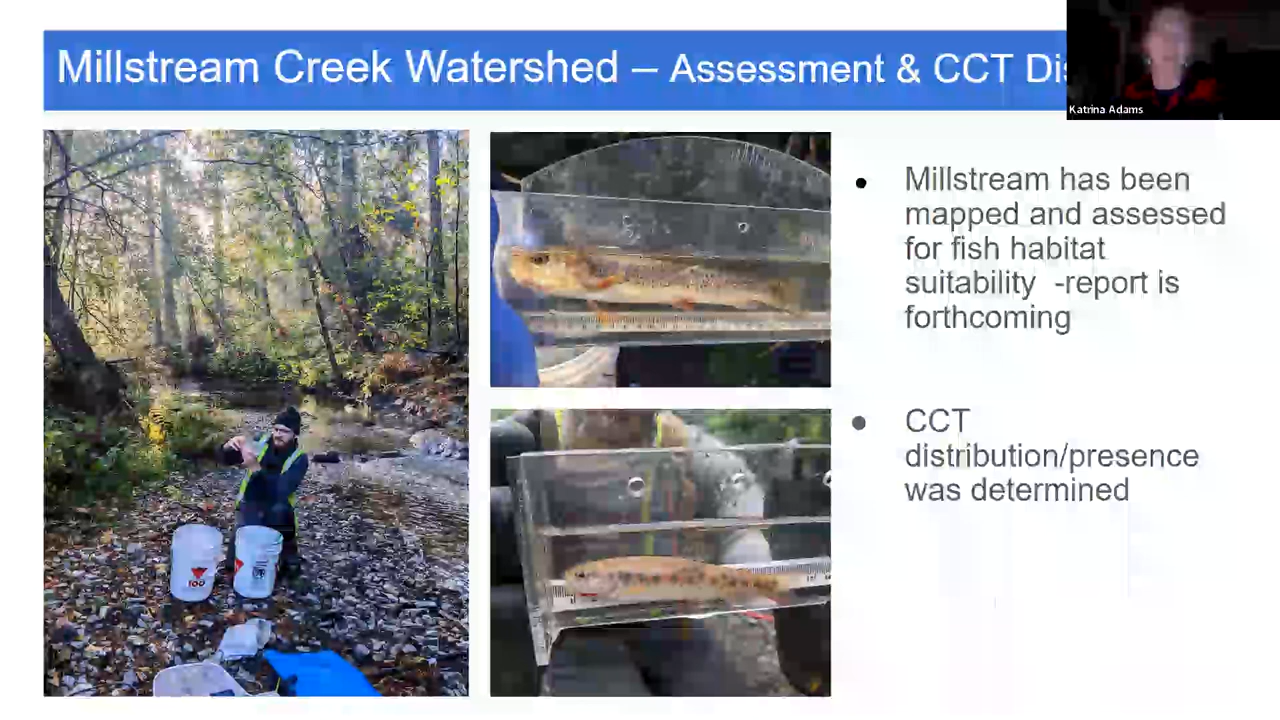 Millstream Creek Watershed – Assessment & CCT Dis
Katrina Adams
Millstream has been
mapped and assessed
for fish habitat
suitability -report is
forthcoming
CCT
distribution/presence
was determined
100